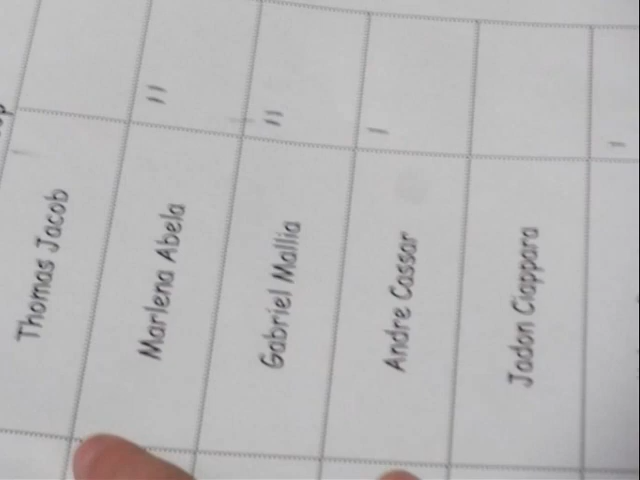 Thomas Jacob
Marlena Abela
Gabriel Mallia
Andre Cassar
Jadon Ciappara